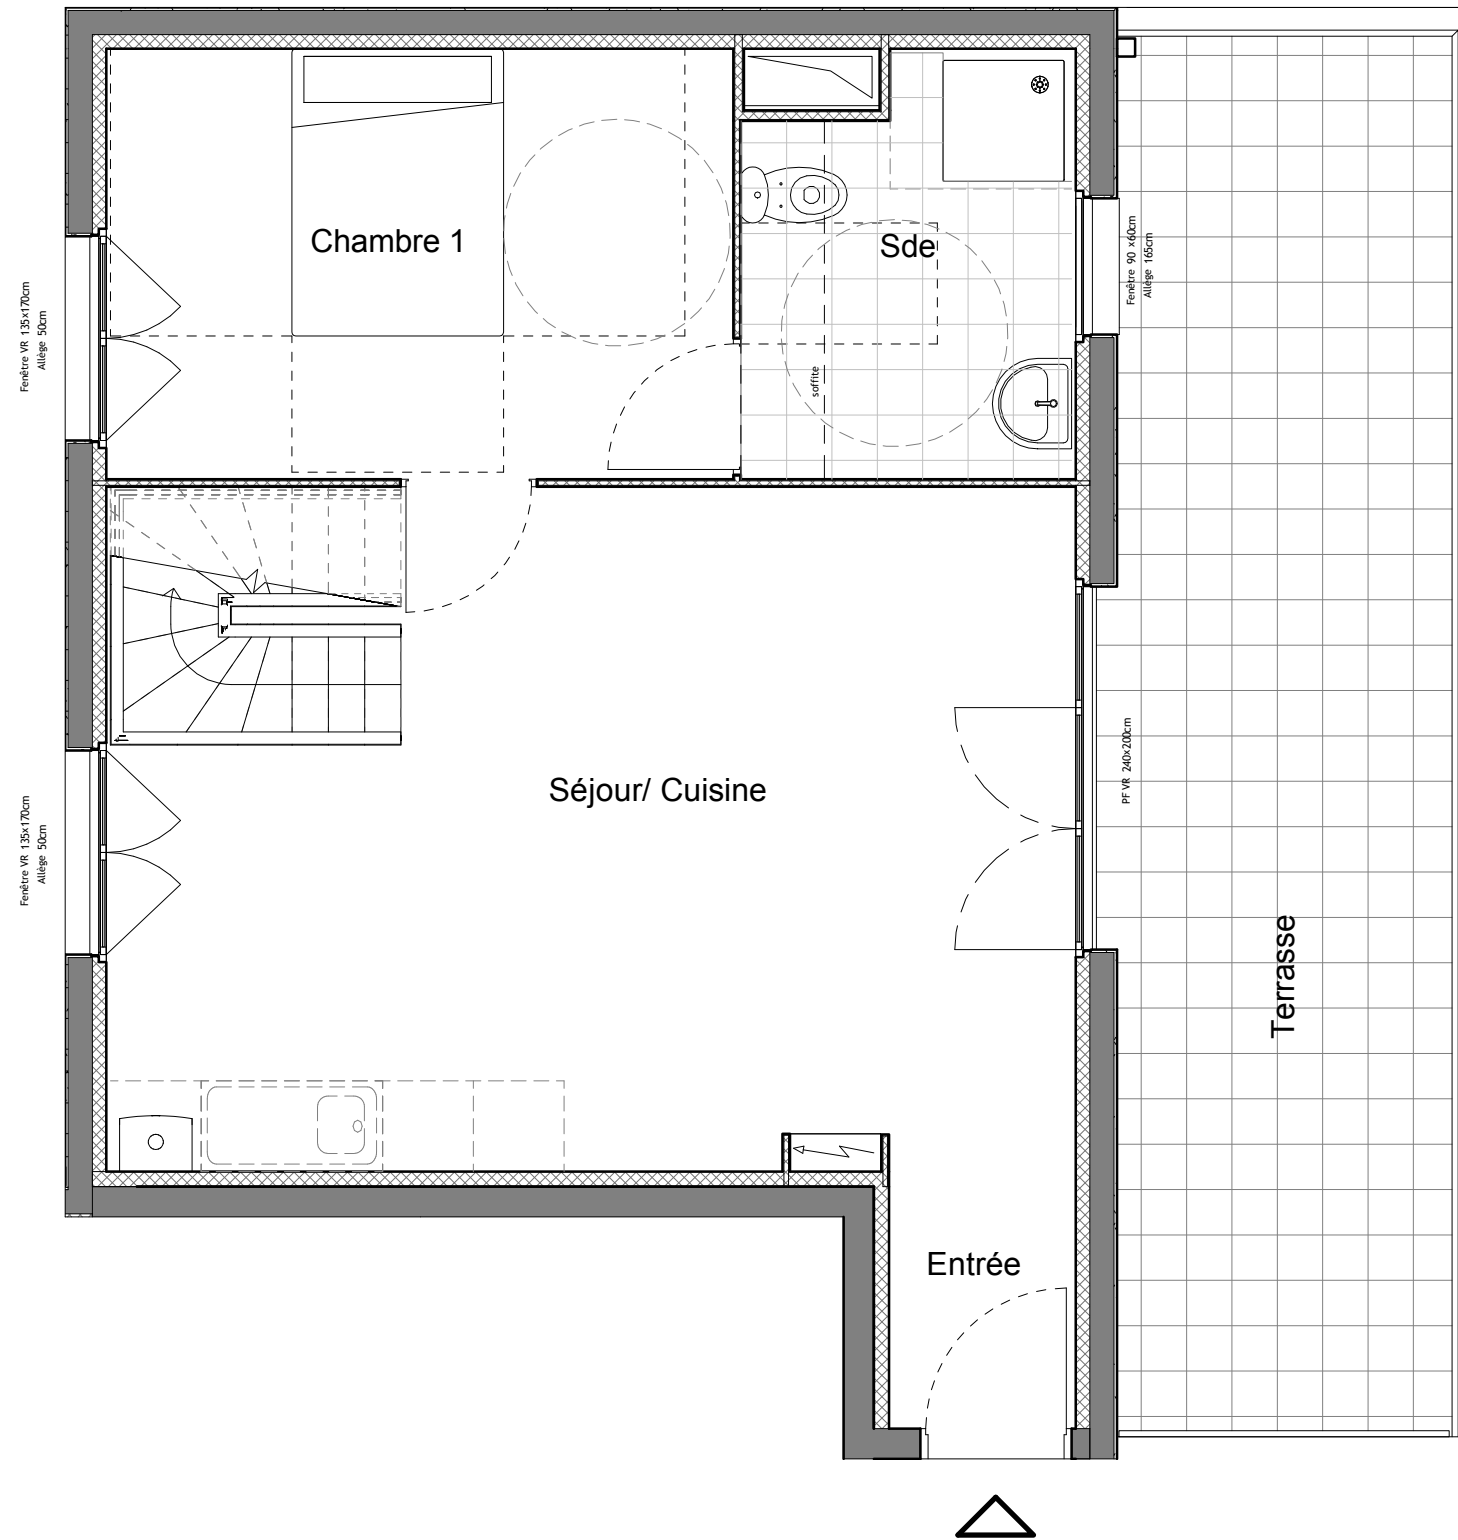 Chambre 1
Sde
Fenêtre VR 135x170cm
Allège 50cm
Fenêtre 90 x60cm
Allège 165cm
soffite
Séjour/ Cuisine
PF VR 240x200cm
Fenêtre VR 135x170cm
Allège 50cm
Terrasse
Entrée